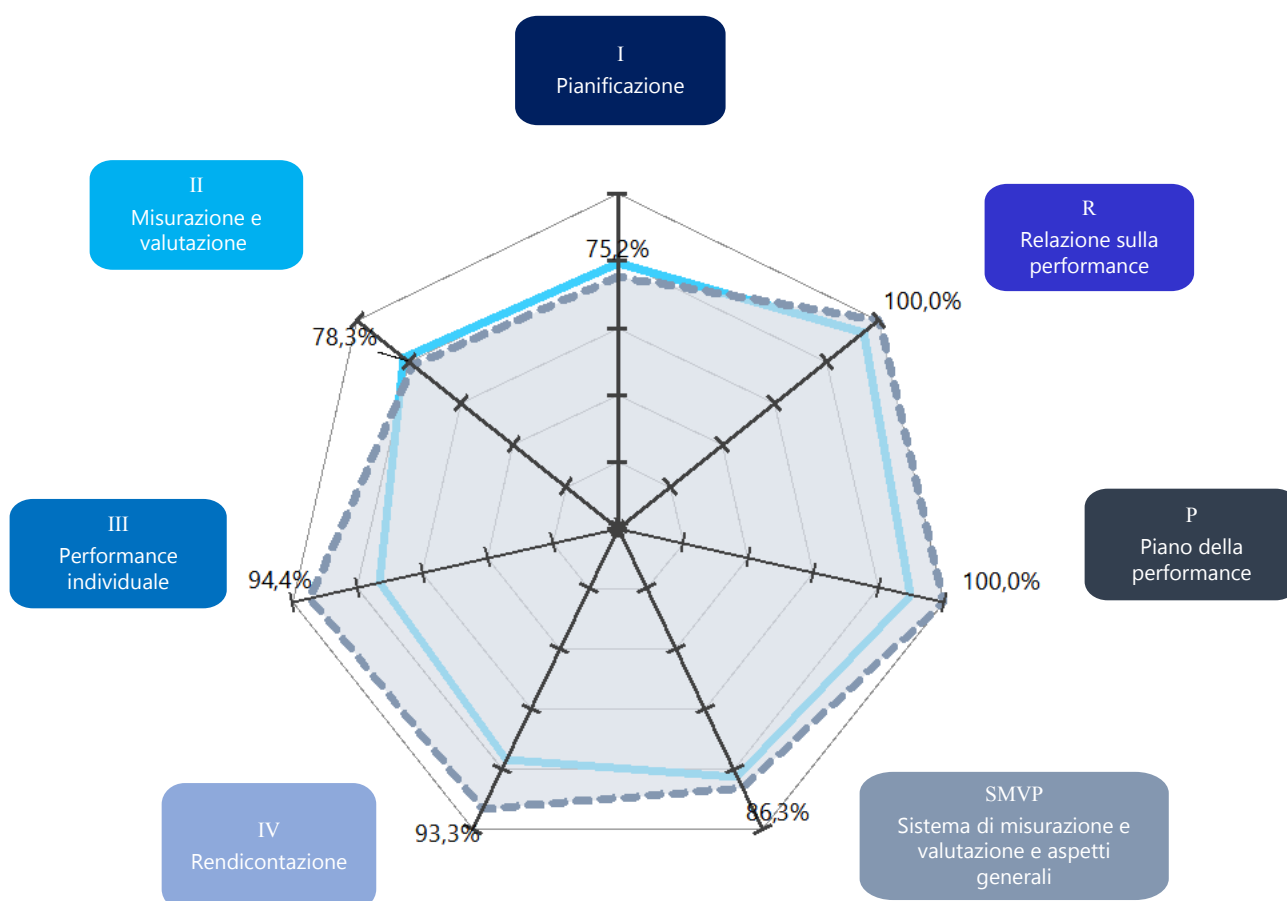 I
Pianificazione
II
Misurazione e
valutazione
R
Relazione sulla
performance
75,2%
100,0%
78,3%
III
Performance
individuale
94,4%
P
Piano della
performance
100,0%
IV
Rendicontazione
93,3%
86,3%
SMVP
Sistema di misurazione e
valutazione e aspetti
generali